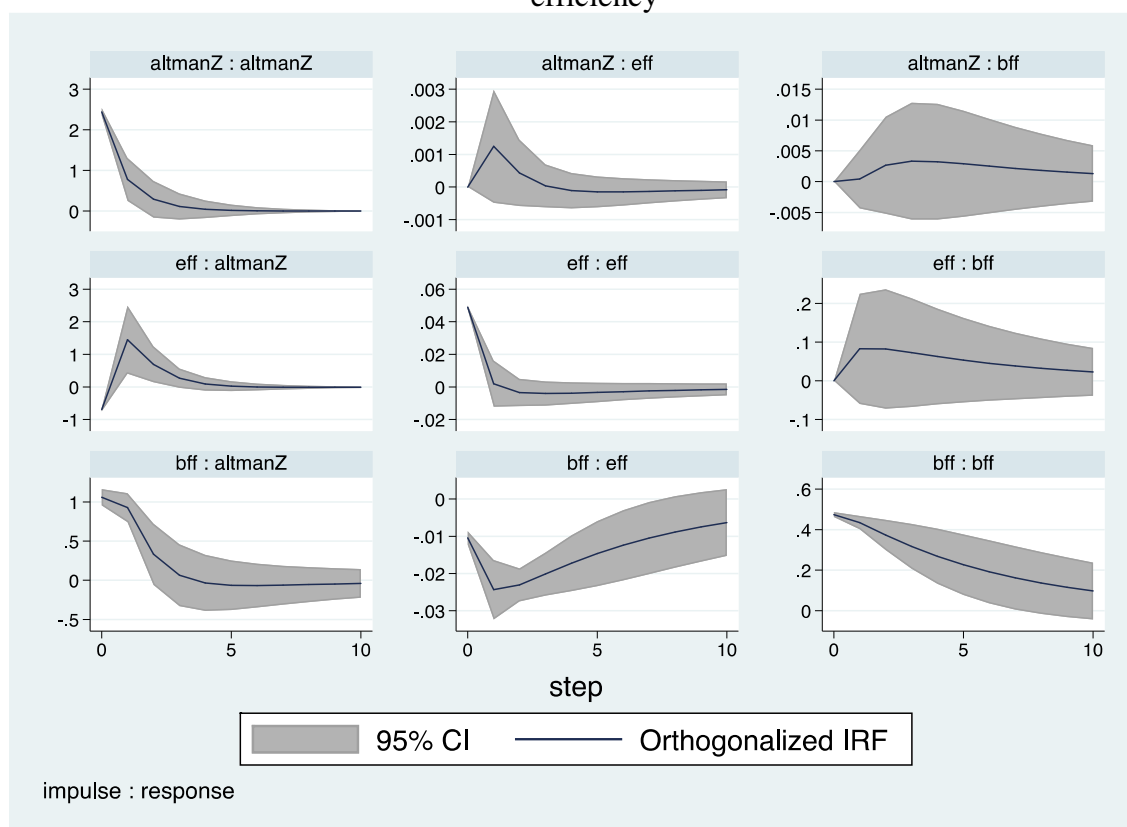 efficiency
altmanZ : altmanZ
altmanZ : eff
altmanZ : bff
3
2
1
0
.003
.002
.001
0
-.001
.015
.01
.005
0
-.005
eff : altmanZ
eff : eff
eff : bff
3
2
1
0
-1
.06
.04
.02
0
-.02
.2
.1
0
-.1
bff : altmanZ
bff : eff
bff : bff
1
.5
0
-.5
0
-.01
-.02
-.03
.6
.4
.2
0
0 5 10
0 5 10
0 5 10
step
95% CI Orthogonalized IRF
impulse : response